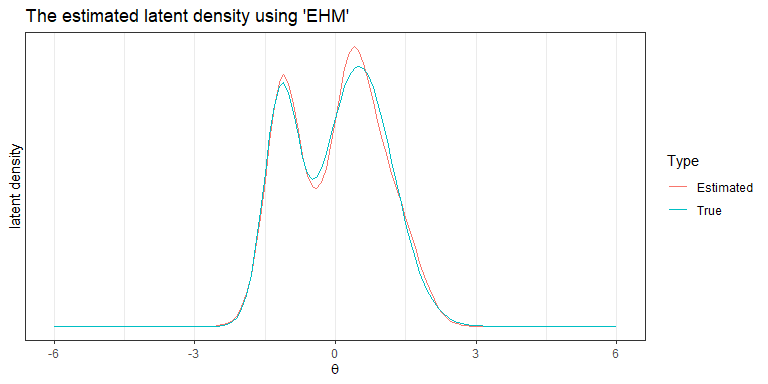 The estimated latent density using 'EHM'
latent density
-6
-3
0
3
6
θ
Type
Estimated
True